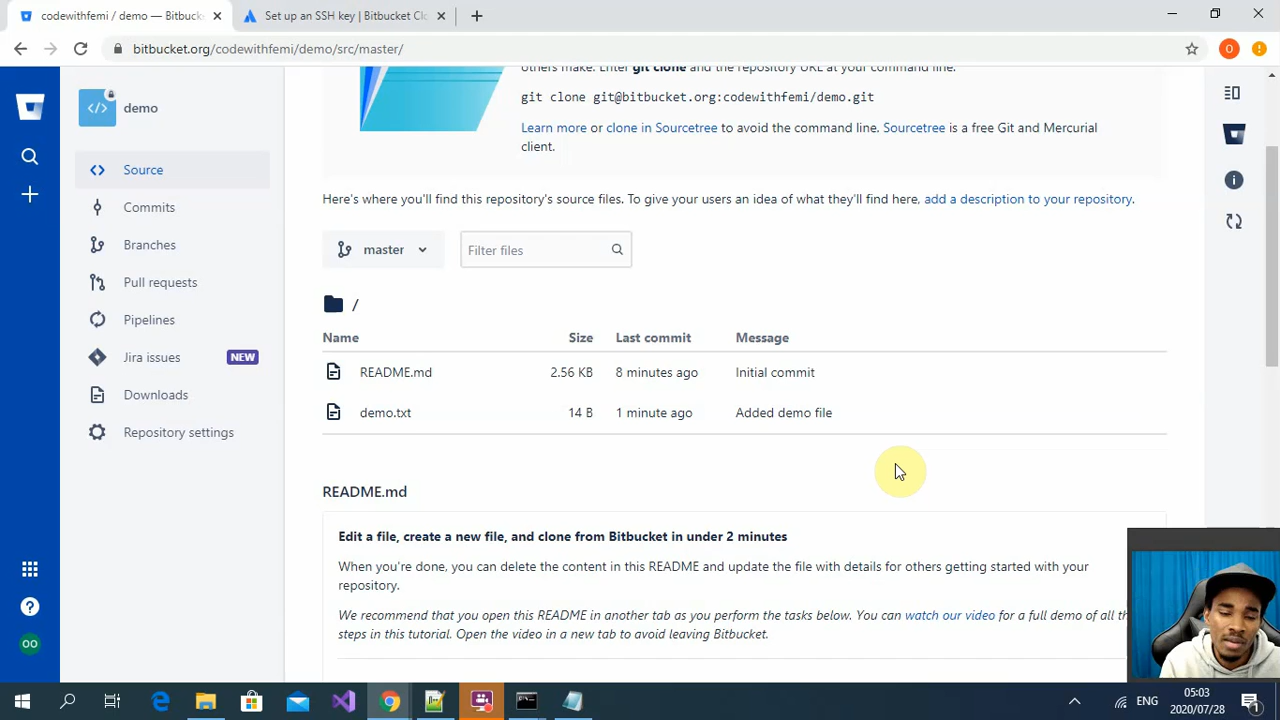 codewithfemi / demo — Bucket
Set up an SSH key | Bitbucket Clo
bitbucket.org/codewithfemi/demo/src/master/
O
demo
Source
Commits
Branches
Pull requests
Pipelines
Jira issues
NEW
Downloads
Repository settings
others make. Enter git clone and the repository URL at your command line.
git clone git@bitbucket.org:codewithfemi/demo.git
Learn more or clone in Sourcetree to avoid the command line. Sourcetree is a free Git and Mercurial
client.
Here's where you'll find this repository's source files. To give your users an idea of what they'll find here, add a description to your repository.
master
Filter files
/
Name Size Last commit Message
README.md 2.56 KB 8 minutes ago Initial commit
demo.txt 14 B 1 minute ago Added demo file
README.md
Edit a file, create a new file, and clone from Bitbucket in under 2 minutes
When you're done, you can delete the content in this README and update the file with details for others getting started with your
repository.
We recommend that you open this README in another tab as you perform the tasks below. You can watch our video for a full demo of all th
steps in this tutorial. Open the video in a new tab to avoid leaving Bitbucket.
OO
ENG
05:03
2020/07/28
1